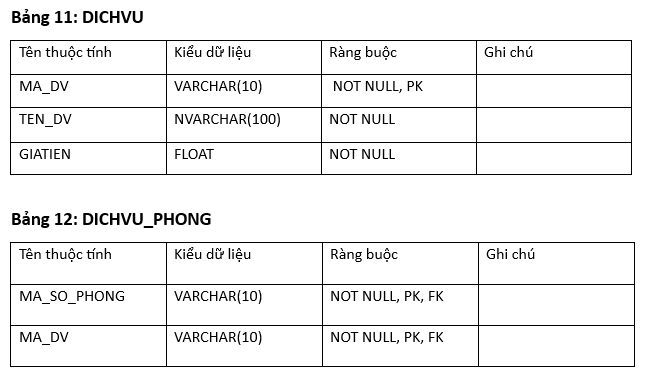 Bảng 11: DICHVU
Tên thuộc tính Kiểu dữ liệu Ràng buộc Ghi chú
MA_DV VARCHAR(10) NOT NULL, PK
TEN_DV NVARCHAR(100) NOT NULL
GIATIEN FLOAT NOT NULL
Bảng 12: DICHVU_PHONG
Tên thuộc tính Kiểu dữ liệu Ràng buộc Ghi chú
MA_SO_PHONG VARCHAR(10) NOT NULL, PK, FK
MA_DV VARCHAR(10) NOT NULL, PK, FK